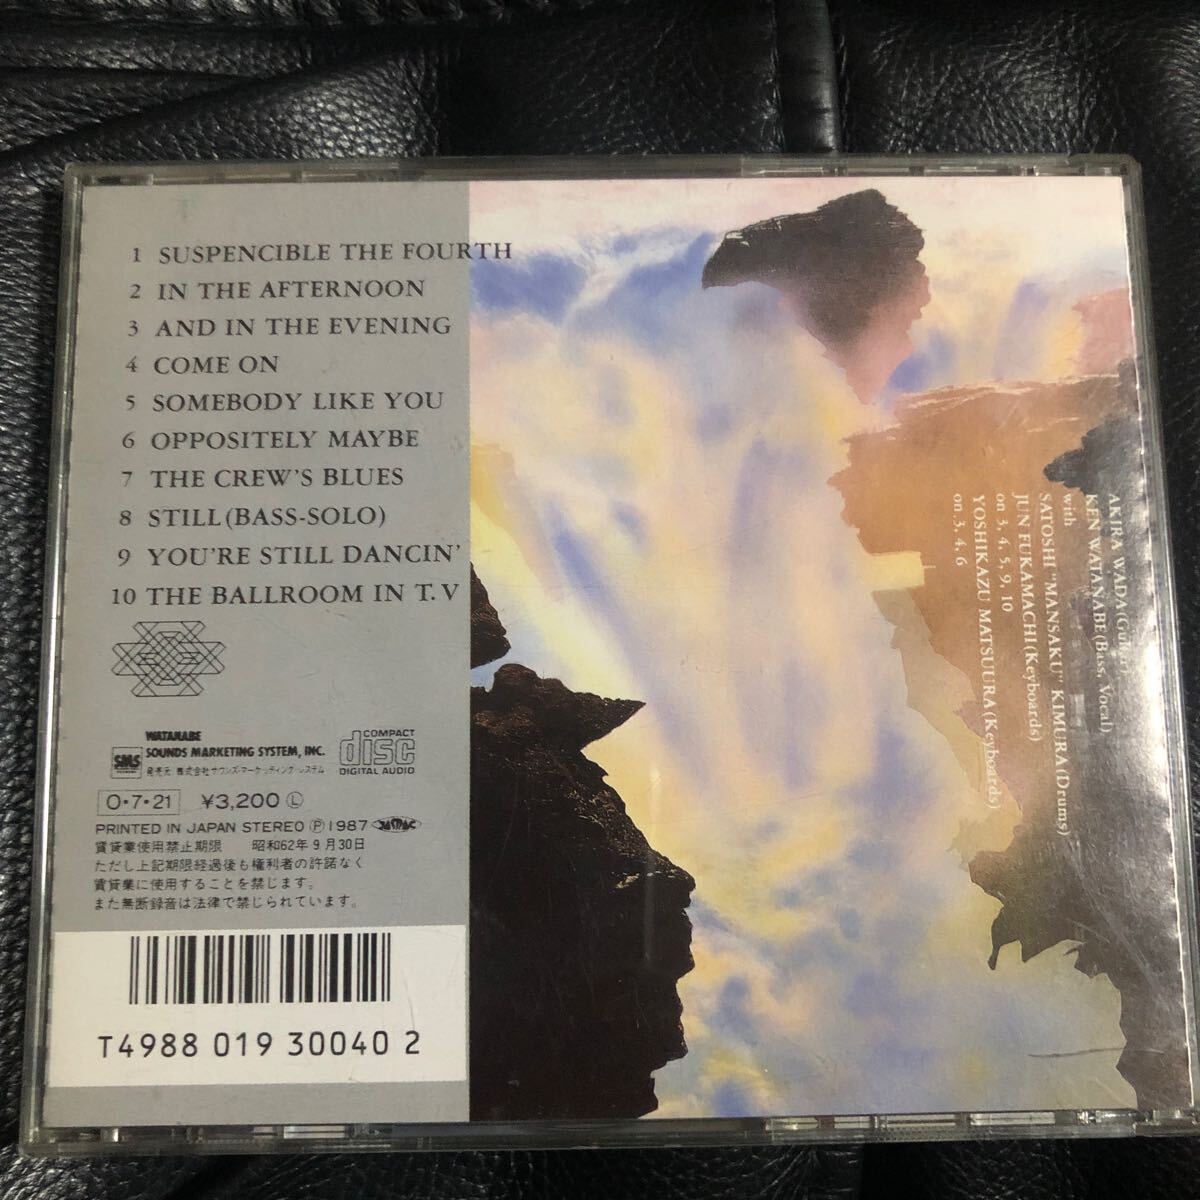 1 SUSPENCIBLE THE FOURTH
2 IN THE AFTERNOON
3 AND IN THE EVENING
4 COME ON
5 SOMEBODY LIKE YOU
6 OPPOSITELY MAYBE
7 THE CREW'S BLUES
8 STILL(BASS-SOLO)
9 YOU'RE STILL DANCIN'
10 THE BALLROOM IN T.V
WATANABE
SMS SOUNDS MARKETING SYSTEM, INC.
発売元 株式会社サウンズ・マーケッティング・システム
COMPACT
disc
DIGITAL AUDIO
O・7・21 ¥3,200 Ⓛ
PRINTED IN JAPAN STEREO Ⓟ1987 JASRAC
賃貸業使用禁止期限 昭和62年9月30日
ただし上記期限経過後も権利者の許諾なく
賃貸業に使用することを禁じます。
また無断録音は法律で禁じられています。
T4988 019 30040 2
AKIRA WADA(Guitar)
KEN WATANABE(Bass, Vocal)
with
SATOSHI "MANSAKU" KIMURA(Drums)
JUN FUKAMACHI(Keyboards)
on 3, 4, 5, 9, 10
YOSHIKAZU MATSUURA(Keyboards)
on 3, 4, 6